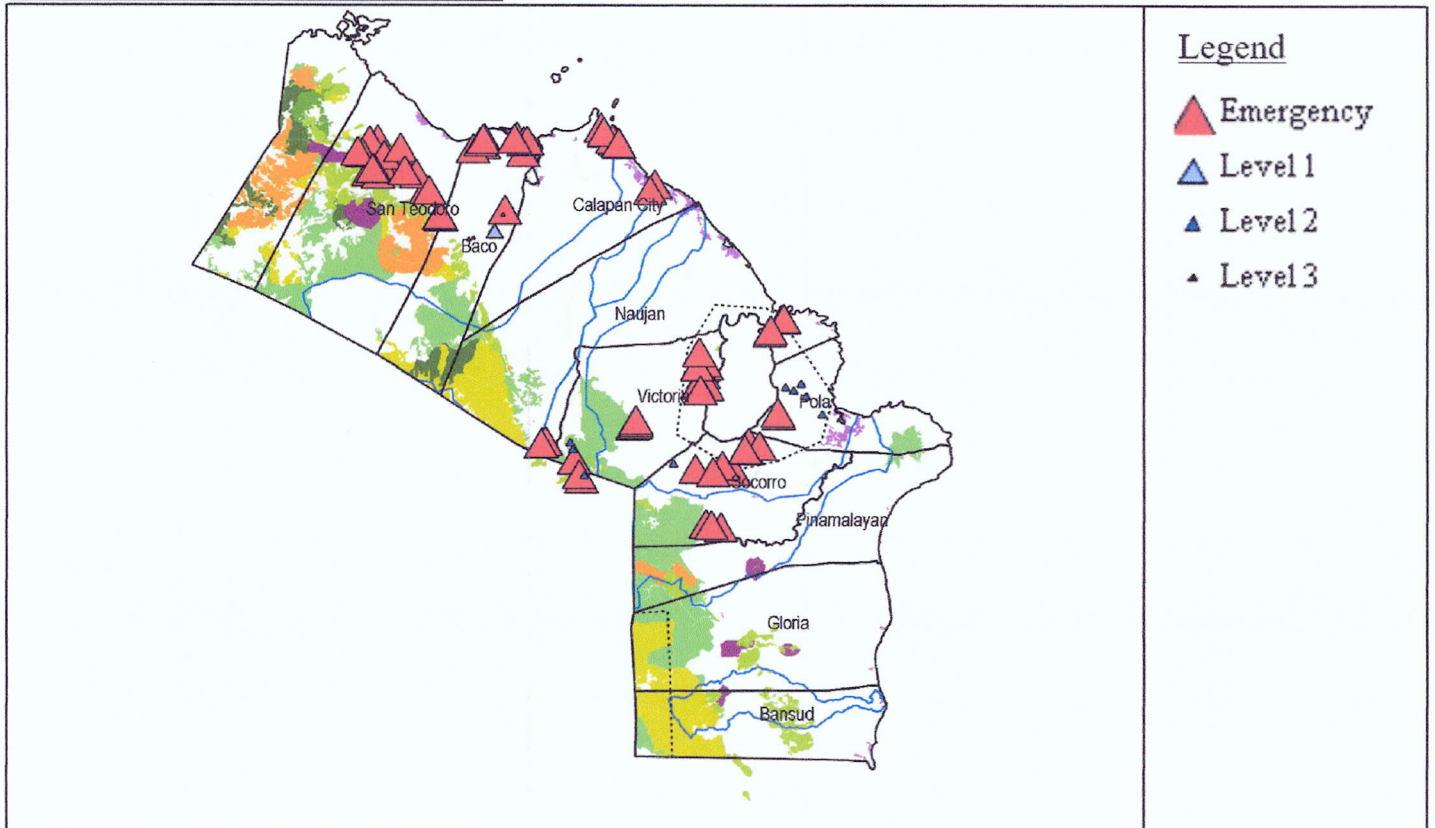 Legend
Emergency
Level 1
Level 2
Level 3
San Teodoro
Calapan City
Baco
Naujan
Victoria
Pola
Socorro
Pinamalayan
Gloria
Bansud